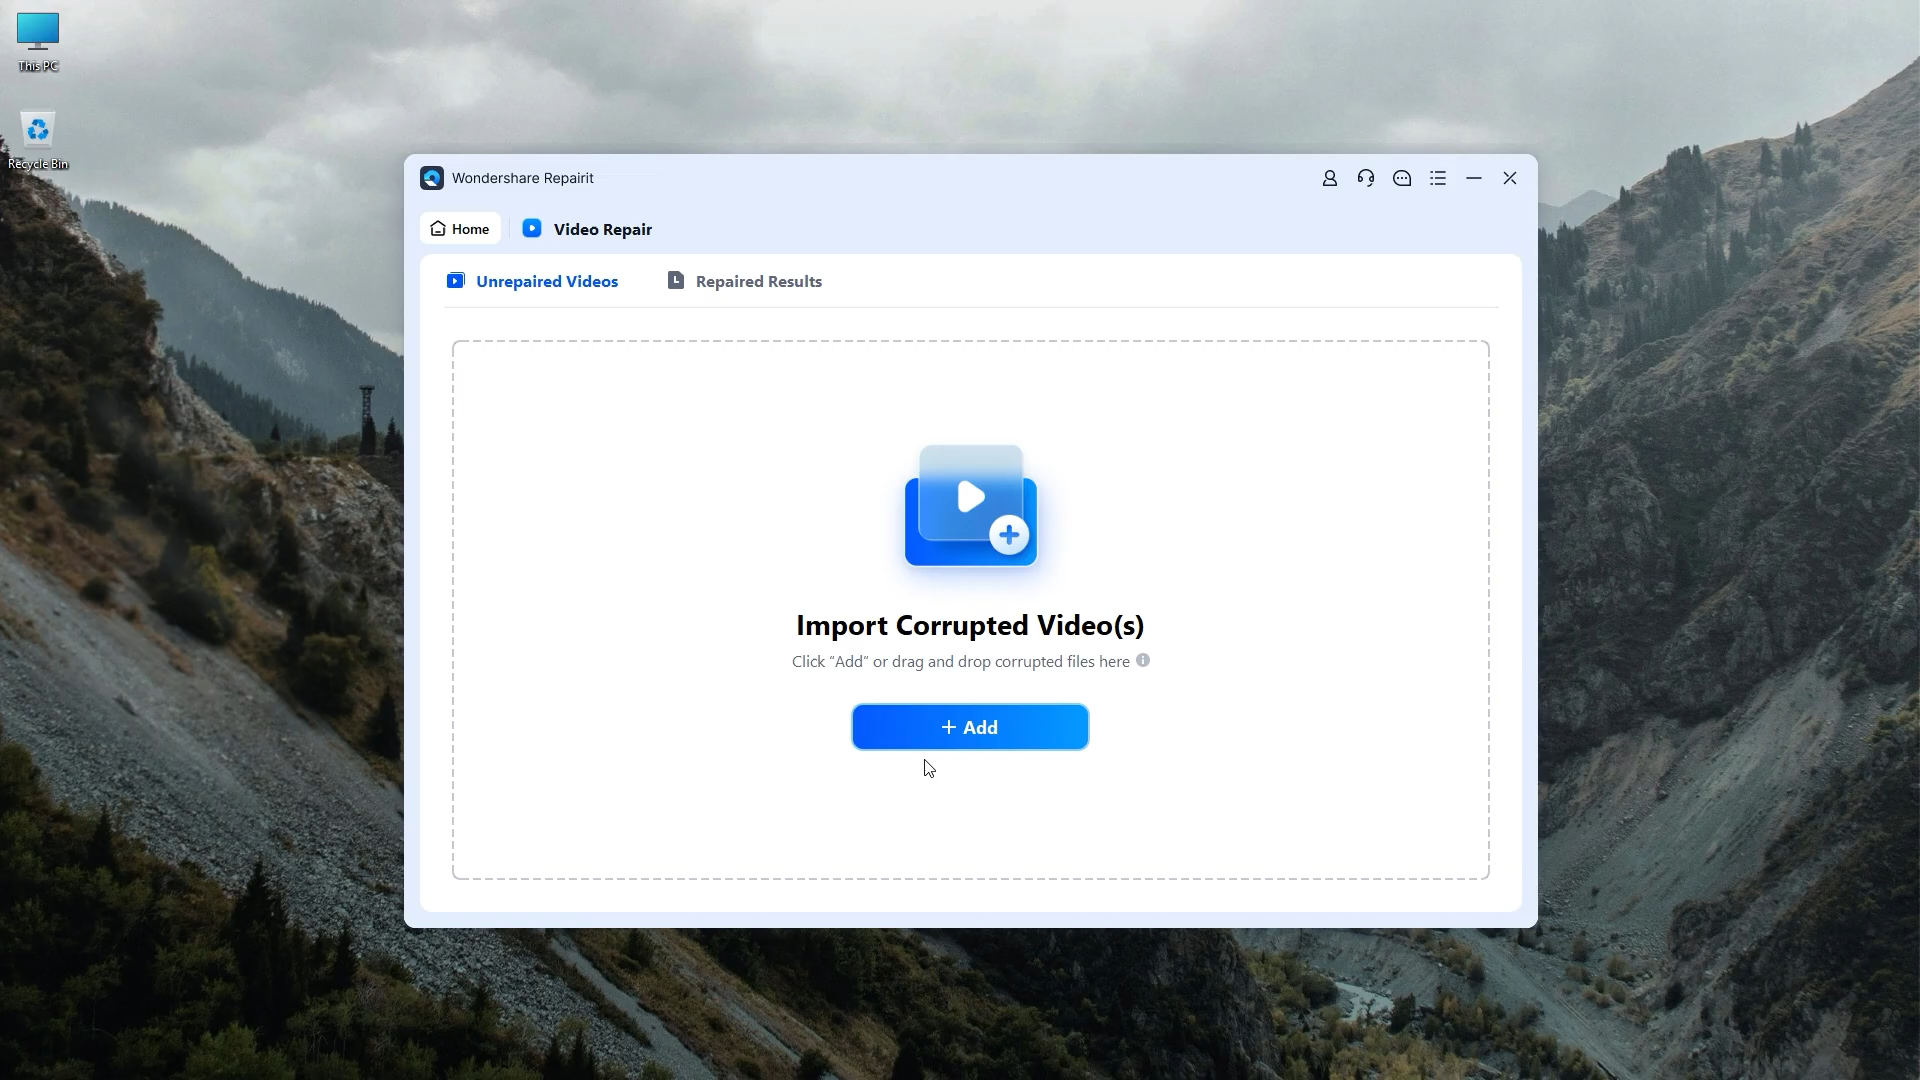 This PC
Recycle Bin
Wondershare Repairit
Home
Video Repair
Unrepaired Videos
Repaired Results
Import Corrupted Video(s)
Click “Add” or drag and drop corrupted files here
+ Add